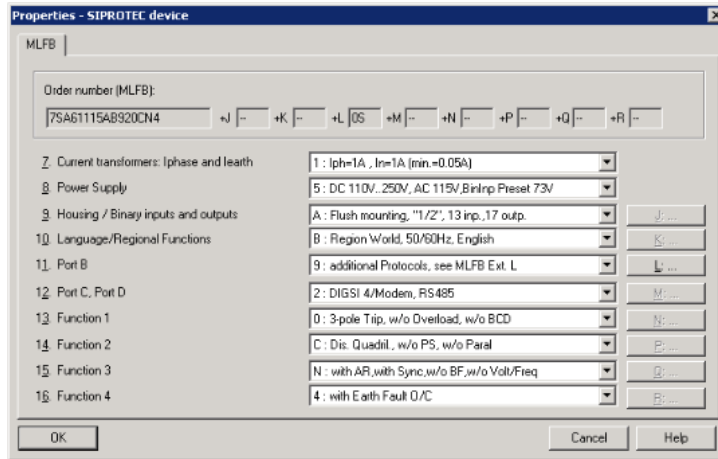 Properties - SIPROTEC device
MLFB
Order number (MLFB):
7SA61115AB920CN4 +J -- +K -- +L 0S +M -- +N -- +P -- +Q -- +R --
7. Current transformers: Iphase and Iearth 1 : Iph=1A , In=1A (min.=0.05A)
8. Power Supply 5 : DC 110V..250V, AC 115V,BinInp Preset 73V
9. Housing / Binary inputs and outputs A : Flush mounting, "1/2", 13 inp.,17 outp. J: ...
10. Language/Regional Functions B : Region World, 50/60Hz, English K: ...
11. Port B 9 : additional Protocols, see MLFB Ext. L L: ...
12. Port C, Port D 2 : DIGSI 4/Modem, RS485 M: ...
13. Function 1 0 : 3-pole Trip, w/o Overload, w/o BCD N: ...
14. Function 2 C : Dis. Quadril., w/o PS, w/o Paral P: ...
15. Function 3 N : with AR,with Sync,w/o BF,w/o Volt/Freq Q: ...
16. Function 4 4 : with Earth Fault O/C R: ...
OK Cancel Help